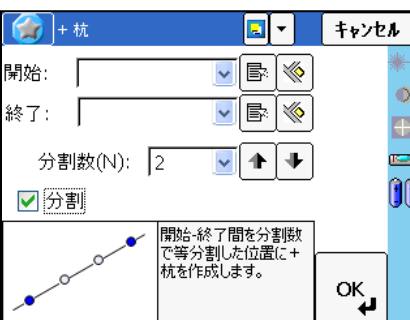 + 杭
キャンセル
開始:
終了:
分割数(N): 2
分割
開始-終了間を分割数
で等分割した位置に+
杭を作成します。
OK